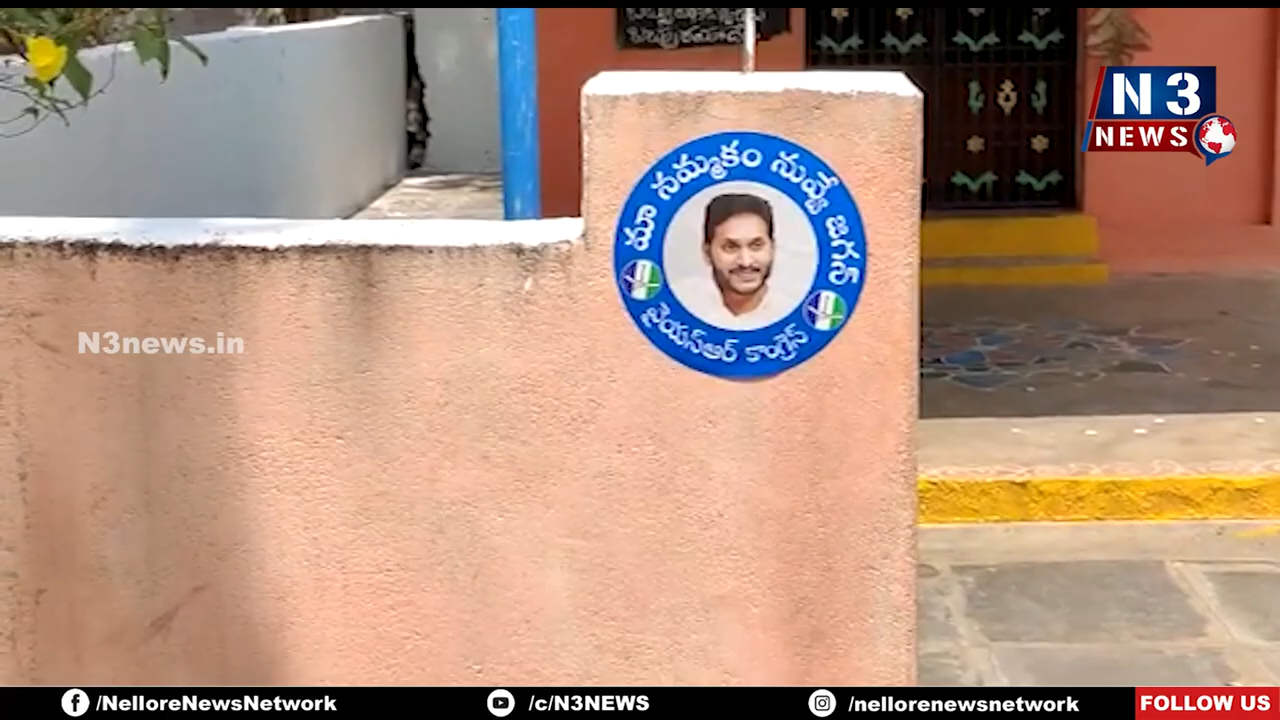 N3
NEWS
మా నమ్మకం నువ్వే జగన్
వైయస్ఆర్ కాంగ్రెస్
N3news.in
/NelloreNewsNetwork
/c/N3NEWS
/nellorenewsnetwork
FOLLOW US